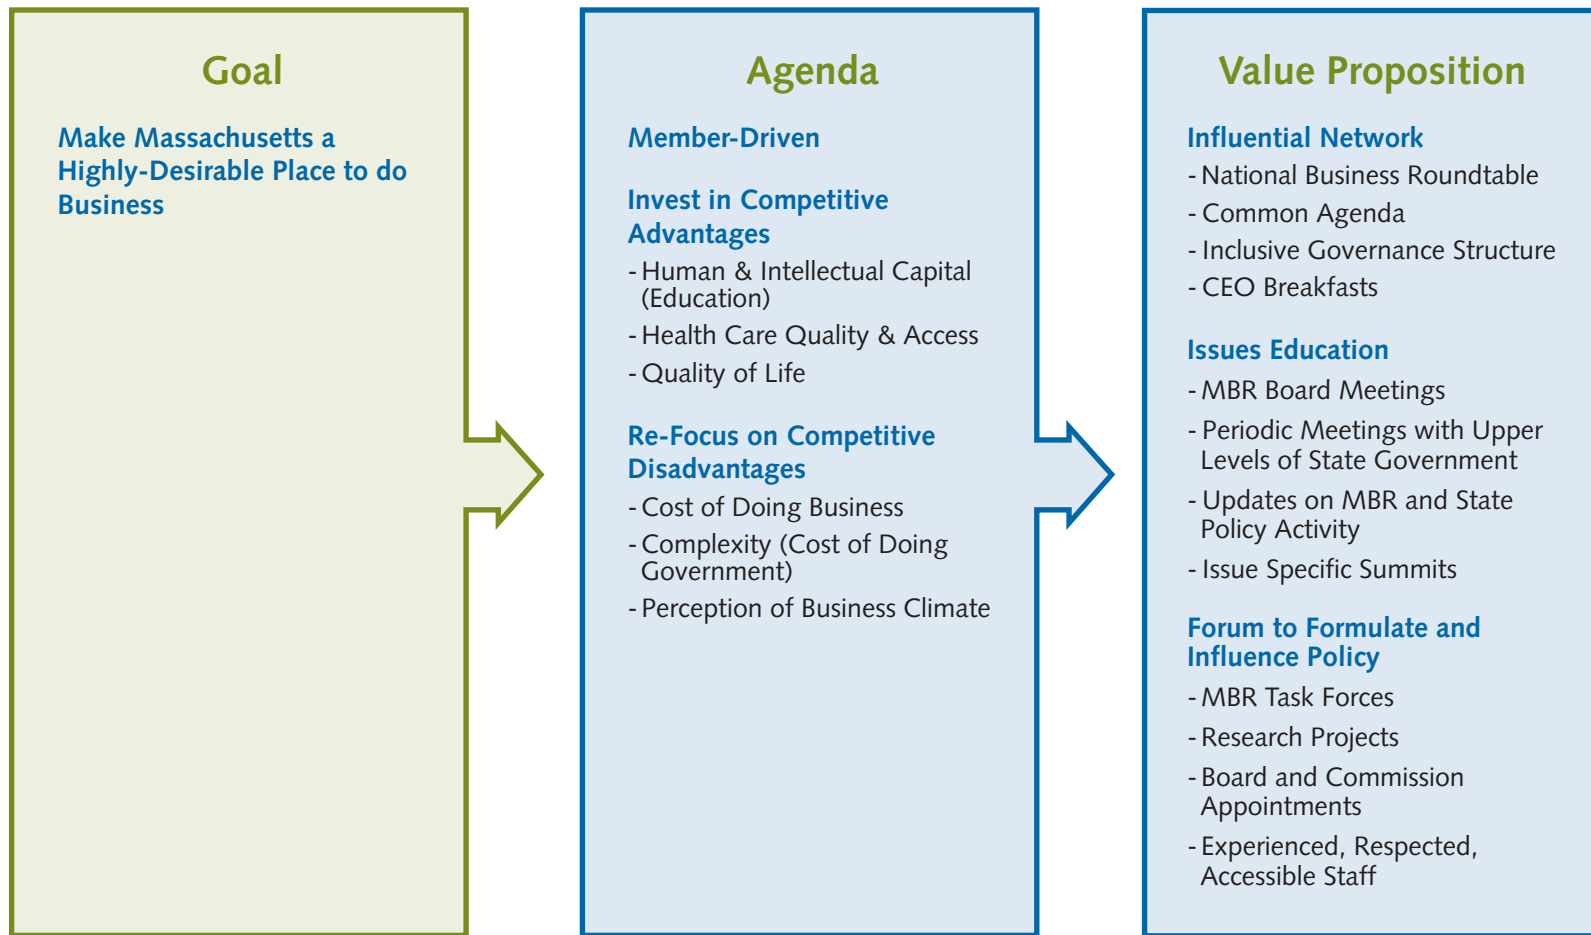 Goal
Make Massachusetts a
Highly-Desirable Place to do
Business
Agenda
Member-Driven
Invest in Competitive
Advantages
- Human & Intellectual Capital
(Education)
- Health Care Quality & Access
- Quality of Life
Re-Focus on Competitive
Disadvantages
- Cost of Doing Business
- Complexity (Cost of Doing
Government)
- Perception of Business Climate
Value Proposition
Influential Network
- National Business Roundtable
- Common Agenda
- Inclusive Governance Structure
- CEO Breakfasts
Issues Education
- MBR Board Meetings
- Periodic Meetings with Upper
Levels of State Government
- Updates on MBR and State
Policy Activity
- Issue Specific Summits
Forum to Formulate and
Influence Policy
- MBR Task Forces
- Research Projects
- Board and Commission
Appointments
- Experienced, Respected,
Accessible Staff